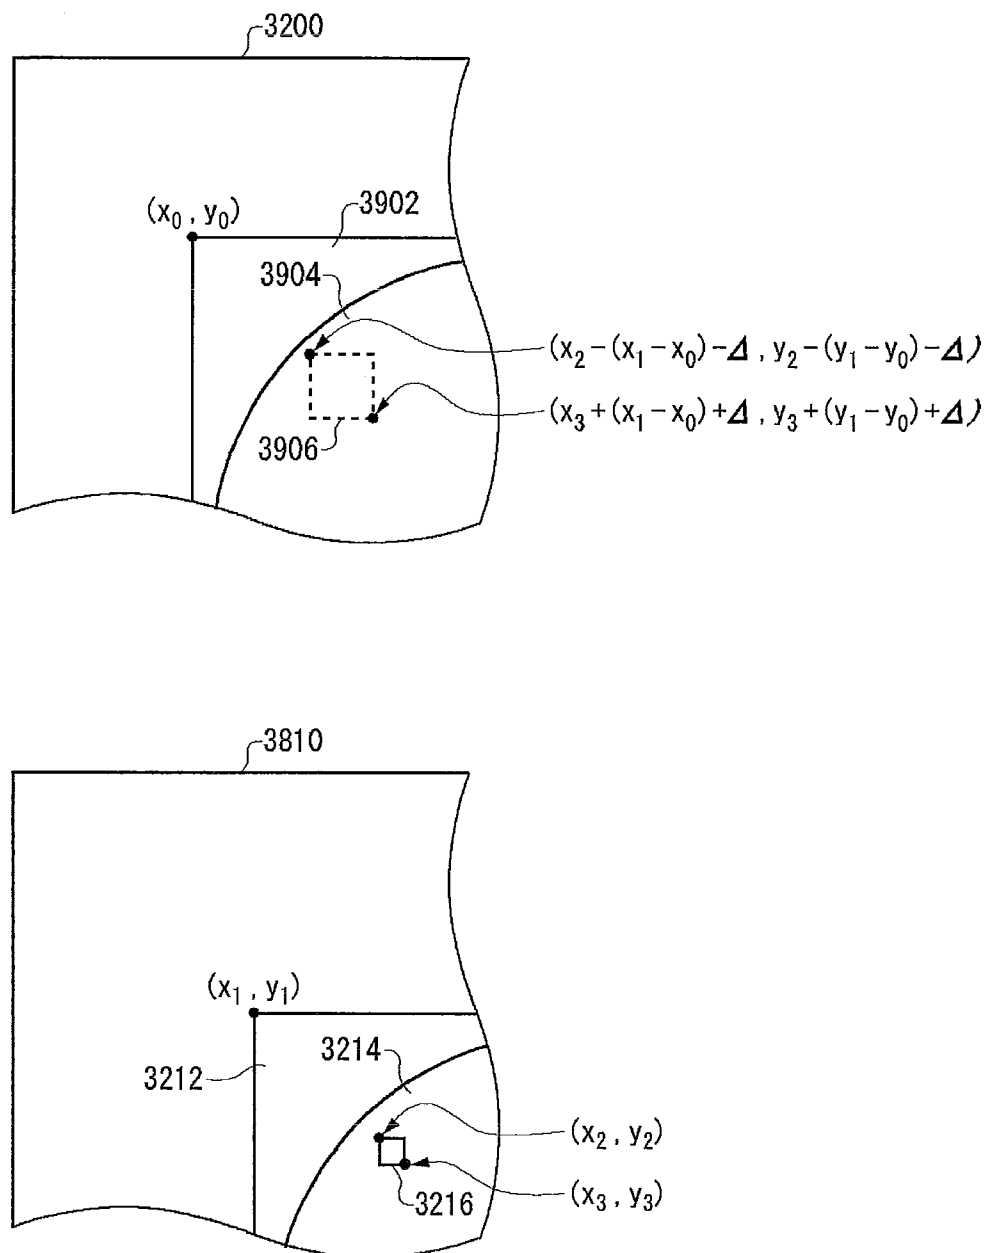 3200
(x₀, y₀)
3902
3904
(x₂−(x₁−x₀)−Δ, y₂−(y₁−y₀)−Δ)
(x₃+(x₁−x₀)+Δ, y₃+(y₁−y₀)+Δ)
3906
3810
(x₁, y₁)
3214
3212
(x₂, y₂)
(x₃, y₃)
3216